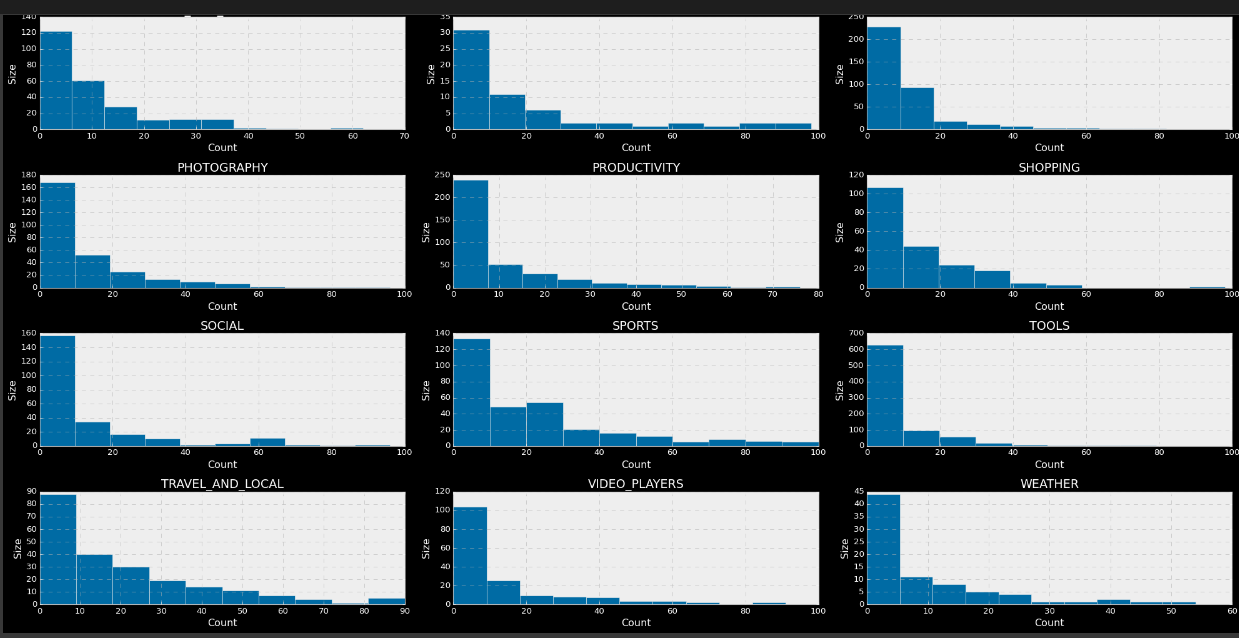 140
120
100
80
60
40
20
0
Size
0 10 20 30 40 50 60 70
Count
35
30
25
20
15
10
5
0
Size
0 20 40 60 80 100
Count
250
200
150
100
50
0
Size
0 20 40 60 80 100
Count
PHOTOGRAPHY
180
160
140
120
100
80
60
40
20
0
Size
0 20 40 60 80 100
Count
PRODUCTIVITY
250
200
150
100
50
0
Size
0 10 20 30 40 50 60 70 80
Count
SHOPPING
120
100
80
60
40
20
0
Size
0 20 40 60 80 100
Count
SOCIAL
160
140
120
100
80
60
40
20
0
Size
0 20 40 60 80 100
Count
SPORTS
140
120
100
80
60
40
20
0
Size
0 20 40 60 80 100
Count
TOOLS
700
600
500
400
300
200
100
0
Size
0 20 40 60 80 100
Count
TRAVEL_AND_LOCAL
90
80
70
60
50
40
30
20
10
0
Size
0 10 20 30 40 50 60 70 80 90
Count
VIDEO_PLAYERS
120
100
80
60
40
20
0
Size
0 20 40 60 80 100
Count
WEATHER
45
40
35
30
25
20
15
10
5
0
Size
0 10 20 30 40 50 60
Count